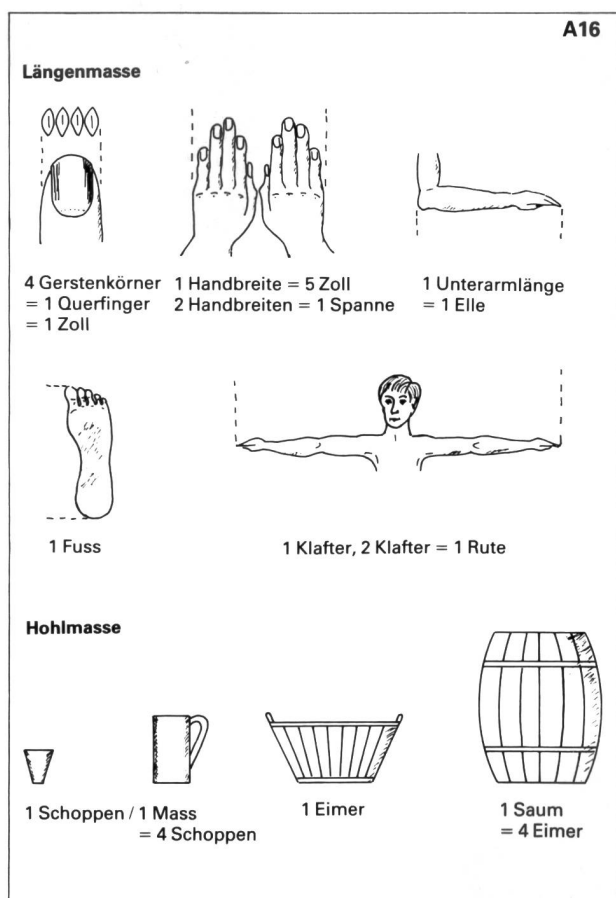 A16
Längenmasse
4 Gerstenkörner
= 1 Querfinger
= 1 Zoll
1 Handbreite = 5 Zoll
2 Handbreiten = 1 Spanne
1 Unterarmlänge
= 1 Elle
1 Fuss
1 Klafter, 2 Klafter = 1 Rute
Hohlmasse
1 Schoppen / 1 Mass
= 4 Schoppen
1 Eimer
1 Saum
= 4 Eimer